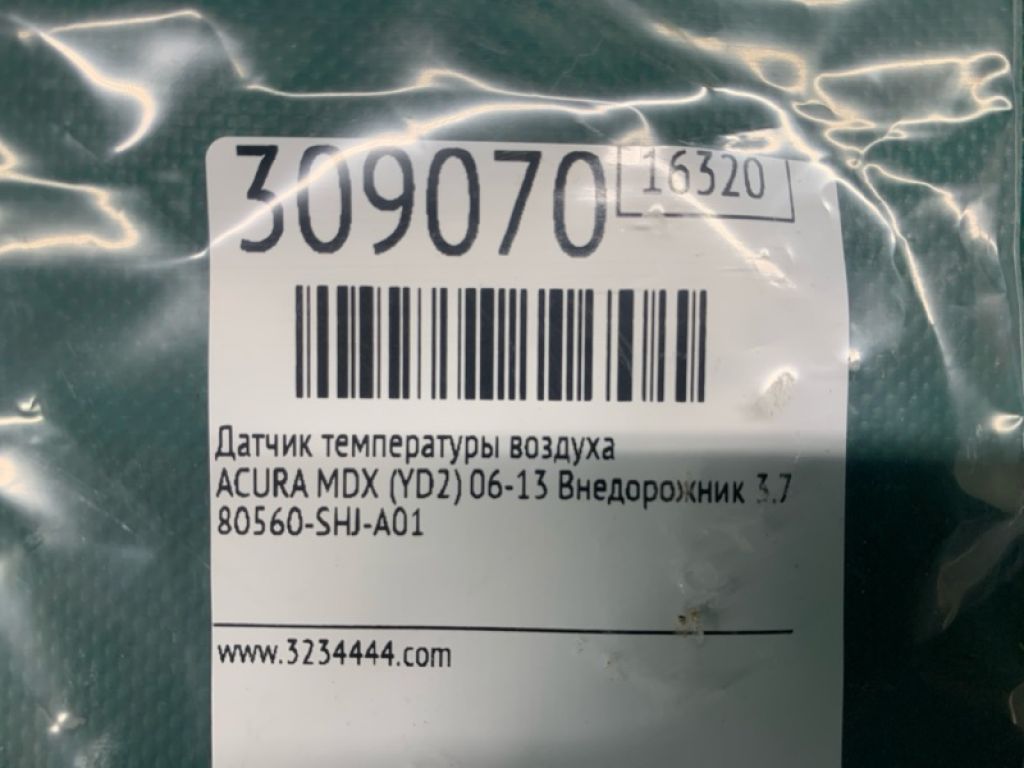 309070 16320
Датчик температуры воздуха
ACURA MDX (YD2) 06-13 Внедорожник 3.7
80560-SHJ-A01
www.3234444.com